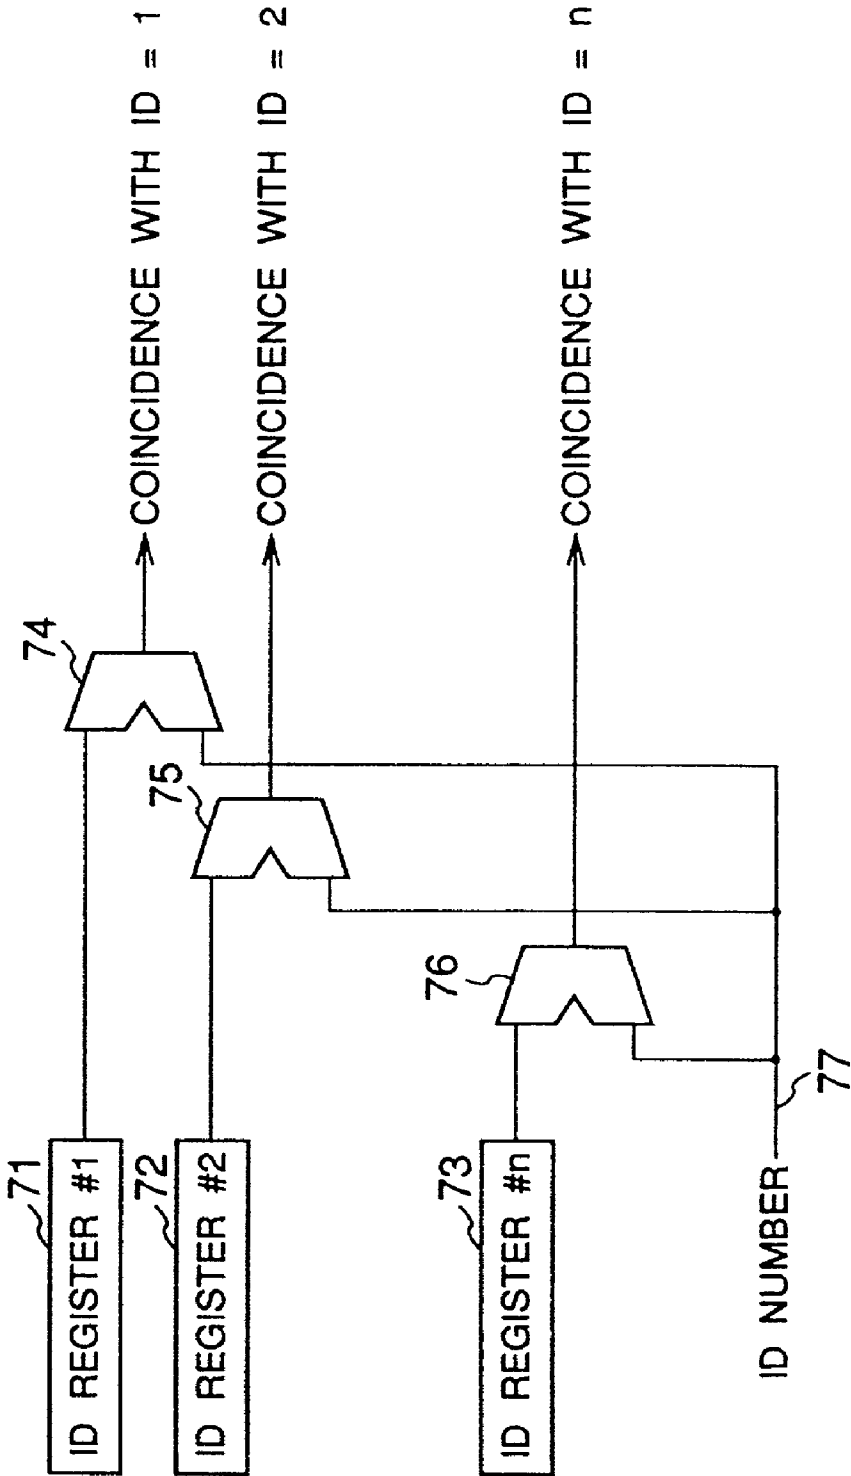 71
ID REGISTER #1
74
COINCIDENCE WITH ID = 1
72
ID REGISTER #2
75
COINCIDENCE WITH ID = 2
73
ID REGISTER #n
76
COINCIDENCE WITH ID = n
ID NUMBER
77